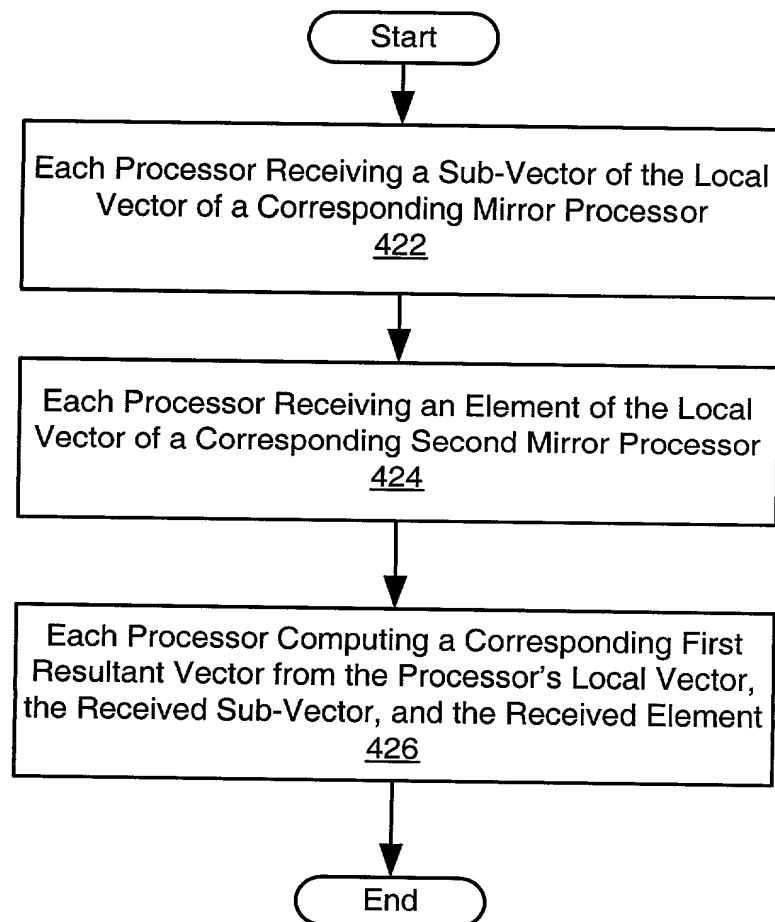 Start
Each Processor Receiving a Sub-Vector of the Local
Vector of a Corresponding Mirror Processor
422
Each Processor Receiving an Element of the Local
Vector of a Corresponding Second Mirror Processor
424
Each Processor Computing a Corresponding First
Resultant Vector from the Processor's Local Vector,
the Received Sub-Vector, and the Received Element
426
End